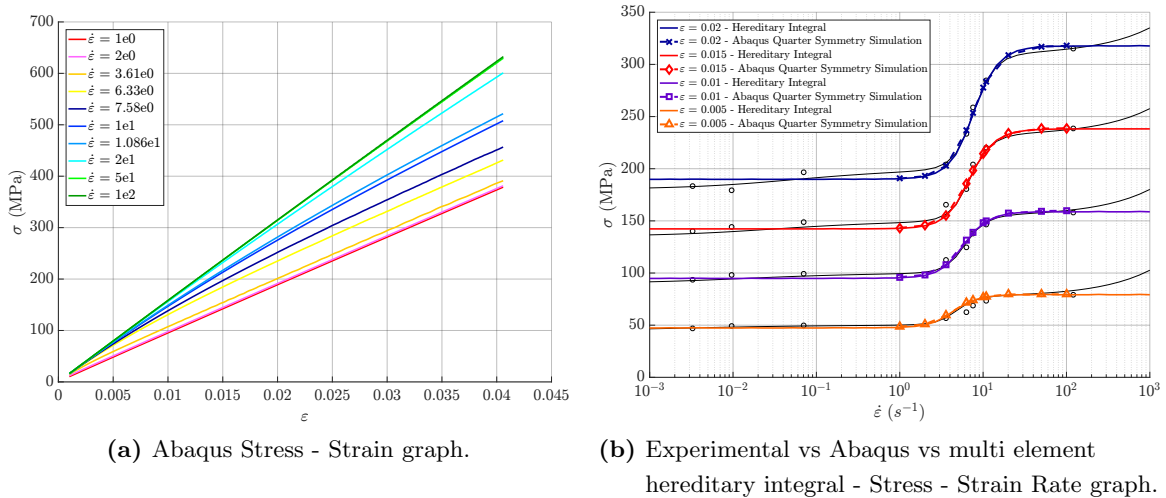 700
600
500
400
300
200
100
0
σ (MPa)
ε̇ = 1e0
ε̇ = 2e0
ε̇ = 3.61e0
ε̇ = 6.33e0
ε̇ = 7.58e0
ε̇ = 1e1
ε̇ = 1.086e1
ε̇ = 2e1
ε̇ = 5e1
ε̇ = 1e2
0 0.005 0.01 0.015 0.02 0.025 0.03 0.035 0.04 0.045
ε
(a) Abaqus Stress - Strain graph.
350
300
250
200
150
100
50
0
σ (MPa)
ε = 0.02 - Hereditary Integral
ε = 0.02 - Abaqus Quarter Symmetry Simulation
ε = 0.015 - Hereditary Integral
ε = 0.015 - Abaqus Quarter Symmetry Simulation
ε = 0.01 - Hereditary Integral
ε = 0.01 - Abaqus Quarter Symmetry Simulation
ε = 0.005 - Hereditary Integral
ε = 0.005 - Abaqus Quarter Symmetry Simulation
10⁻³ 10⁻² 10⁻¹ 10⁰ 10¹ 10² 10³
ε̇ (s⁻¹)
(b) Experimental vs Abaqus vs multi element
hereditary integral - Stress - Strain Rate graph.